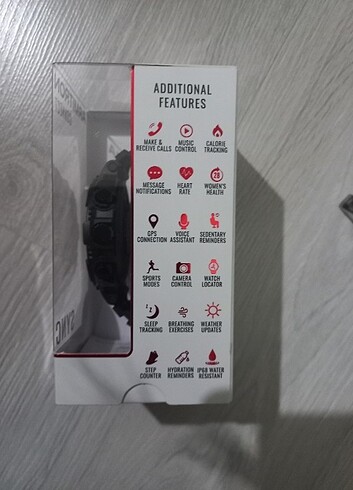 ADDITIONAL
FEATURES
MAKE &
RECEIVE CALLS
MUSIC
CONTROL
CALORIE
TRACKING
MESSAGE
NOTIFICATIONS
HEART
RATE
28
WOMEN'S
HEALTH
GPS
CONNECTION
VOICE
ASSISTANT
SEDENTARY
REMINDERS
SPORTS
MODES
CAMERA
CONTROL
WATCH
LOCATOR
z z
SLEEP
TRACKING
BREATHING
EXERCISES
WEATHER
UPDATES
STEP
COUNTER
HYDRATION
REMINDERS
IP68 WATER
RESISTANT
SYNC